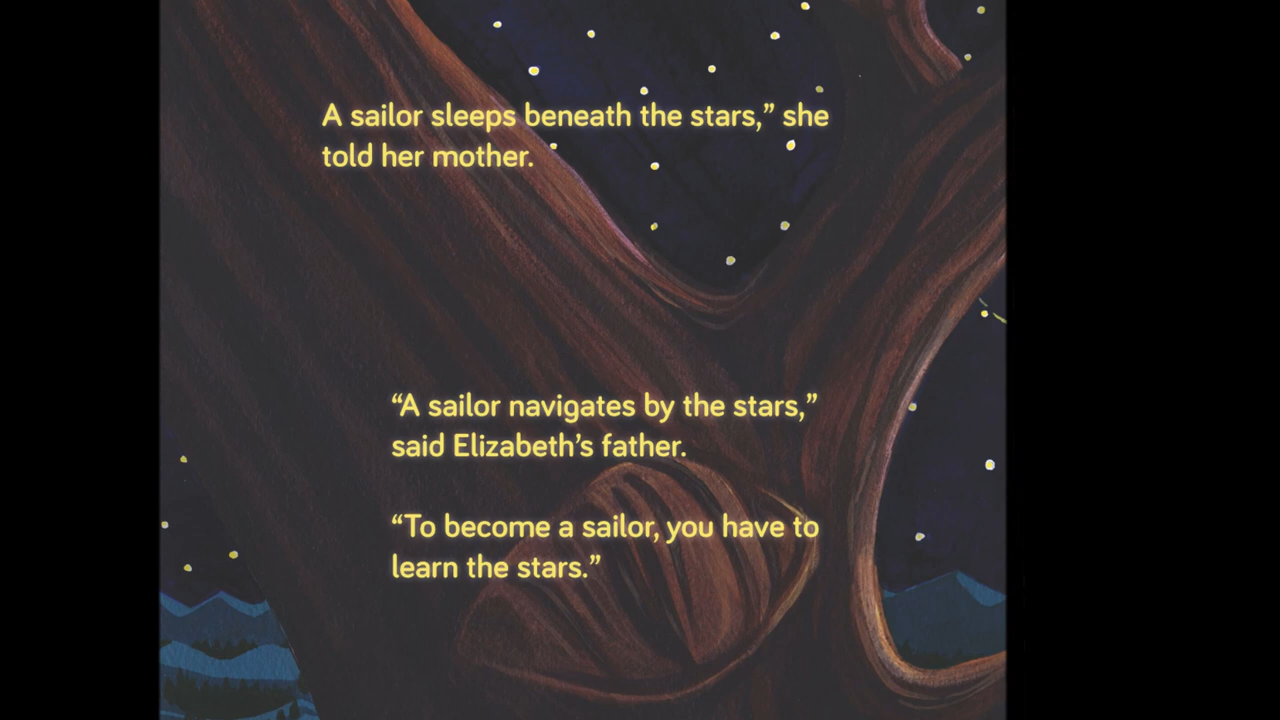 A sailor sleeps beneath the stars,” she
told her mother.
“A sailor navigates by the stars,”
said Elizabeth’s father.
“To become a sailor, you have to
learn the stars.”